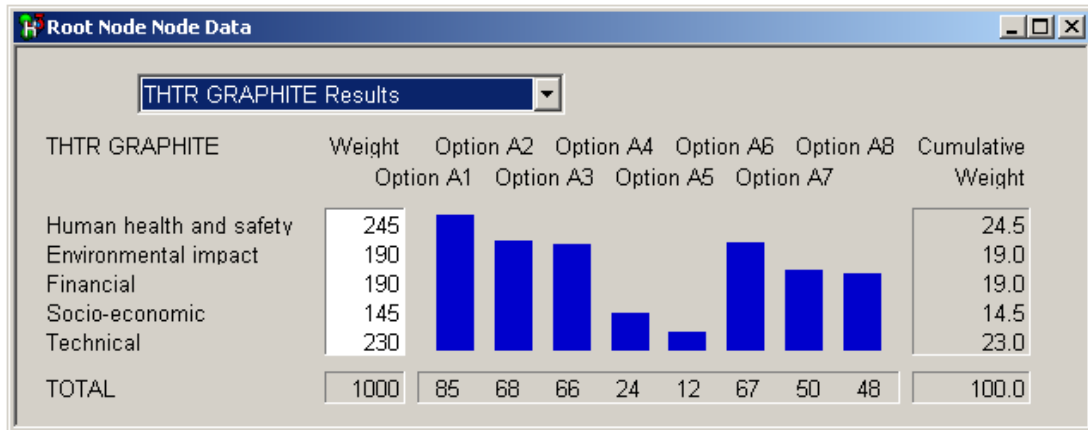 Root Node Node Data
THTR GRAPHITE Results
THTR GRAPHITE Weight Option A2 Option A4 Option A6 Option A8 Cumulative
Option A1 Option A3 Option A5 Option A7 Weight
Human health and safety 245 24.5
Environmental impact 190 19.0
Financial 190 19.0
Socio-economic 145 14.5
Technical 230 23.0
TOTAL 1000 85 68 66 24 12 67 50 48 100.0